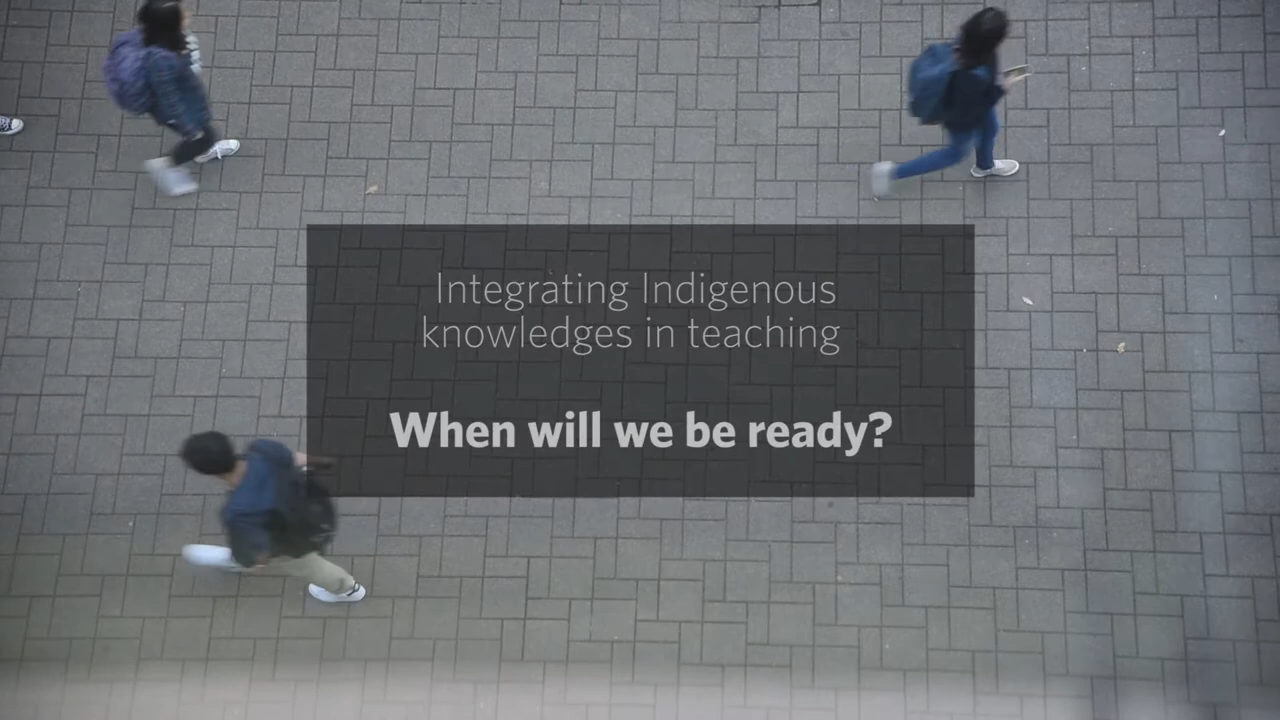 Integrating Indigenous
knowledges in teaching
When will we be ready?